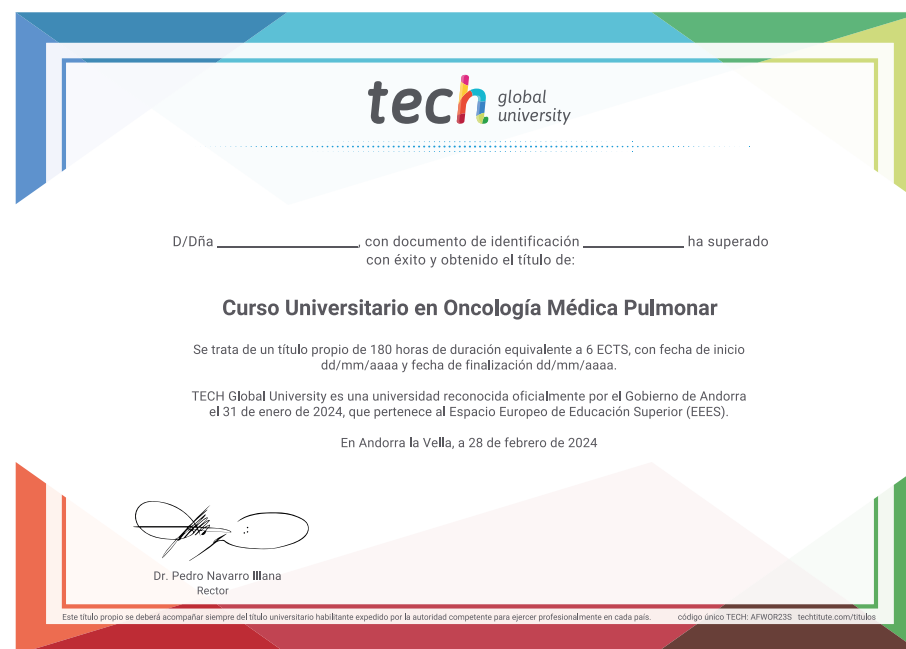 tech global university
D/Dña ____________, con documento de identificación ____________ ha superado
con éxito y obtenido el título de:
Curso Universitario en Oncología Médica Pulmonar
Se trata de un título propio de 180 horas de duración equivalente a 6 ECTS, con fecha de inicio
dd/mm/aaaa y fecha de finalización dd/mm/aaaa.
TECH Global University es una universidad reconocida oficialmente por el Gobierno de Andorra
el 31 de enero de 2024, que pertenece al Espacio Europeo de Educación Superior (EEES).
En Andorra la Vella, a 28 de febrero de 2024
Dr. Pedro Navarro Illana
Rector
Este título propio se deberá acompañar siempre del título universitario habilitante expedido por la autoridad competente para ejercer profesionalmente en cada país. código único TECH: AFWOR23S techtitute.com/titulos